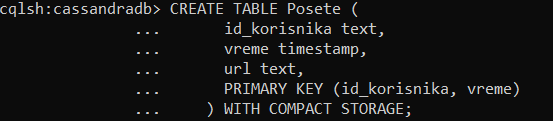 cqlsh:cassandradb> CREATE TABLE Posete (
... id_korisnika text,
... vreme timestamp,
... url text,
... PRIMARY KEY (id_korisnika, vreme)
... ) WITH COMPACT STORAGE;